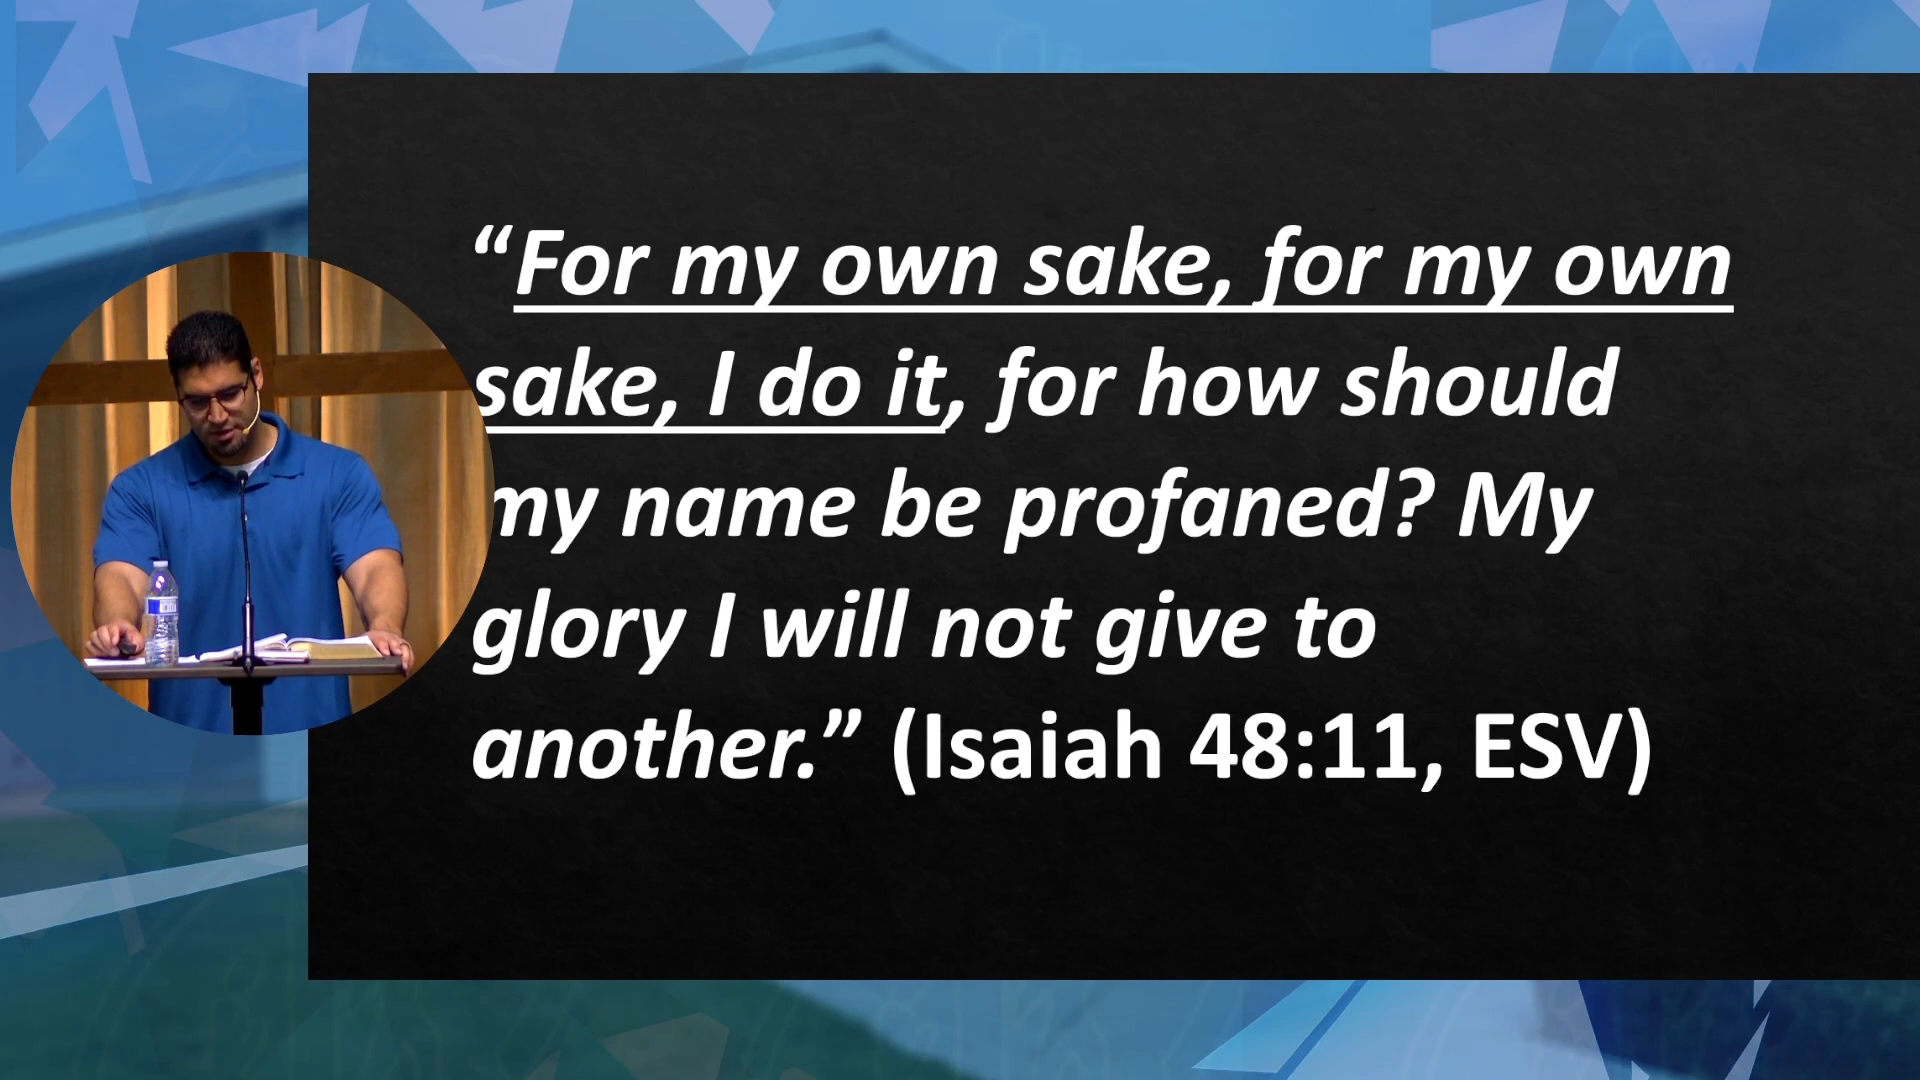 “For my own sake, for my own
sake, I do it, for how should
my name be profaned? My
glory I will not give to
another.” (Isaiah 48:11, ESV)